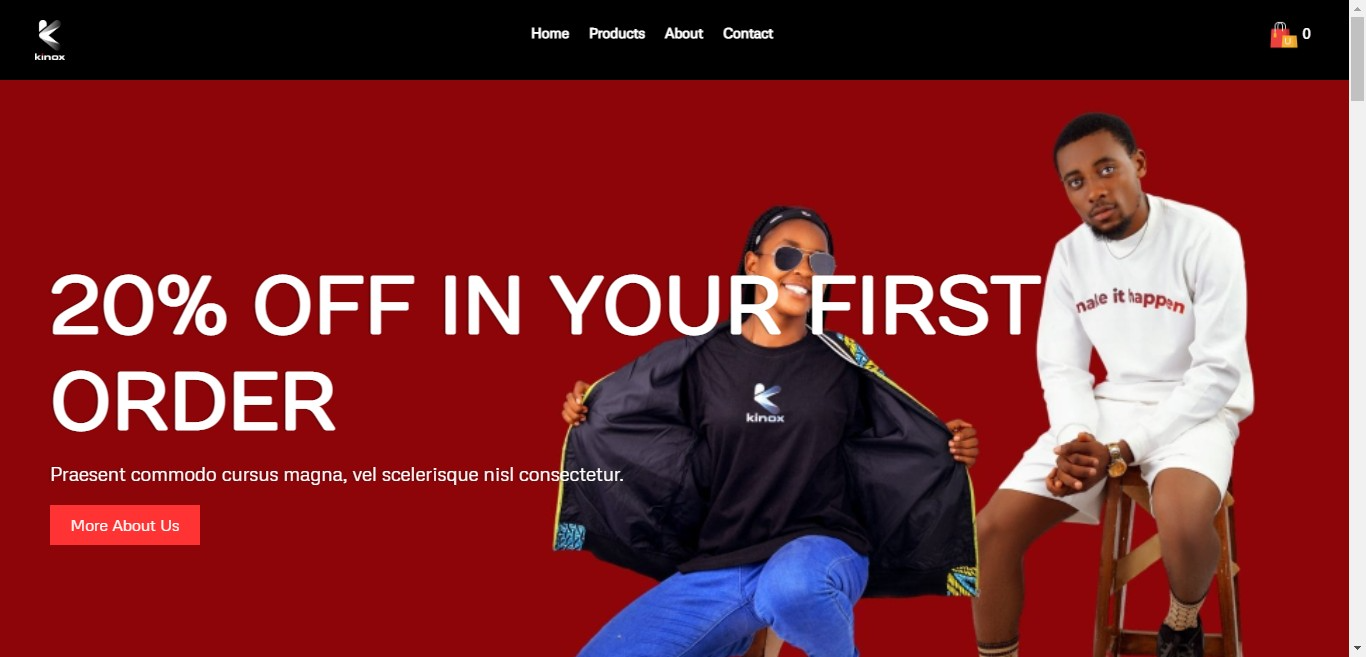 kinox
Home Products About Contact
0
20% OFF IN YOUR FIRST
ORDER
make it happen
kinox
Praesent commodo cursus magna, vel scelerisque nisl consectetur.
More About Us